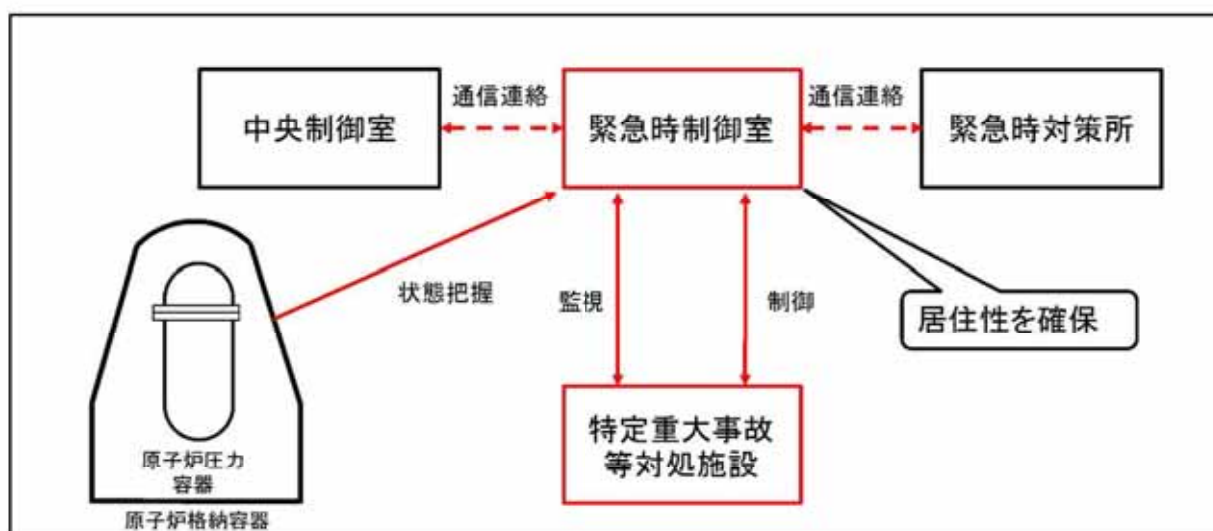 中央制御室
通信連絡
緊急時制御室
通信連絡
緊急時対策所
状態把握
監視
制御
居住性を確保
特定重大事故
等対処施設
原子炉圧力
容器
原子炉格納容器